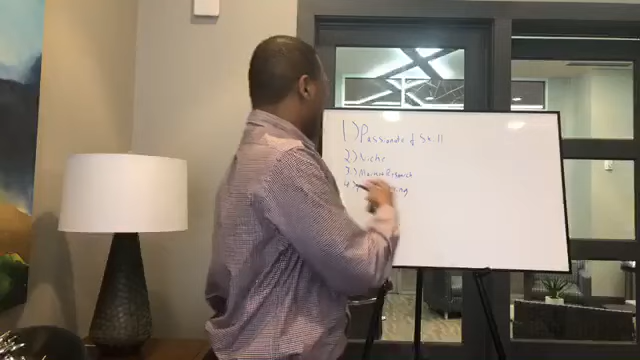 1) Passionate & Skill
2) Niche
3) Market Research
4)